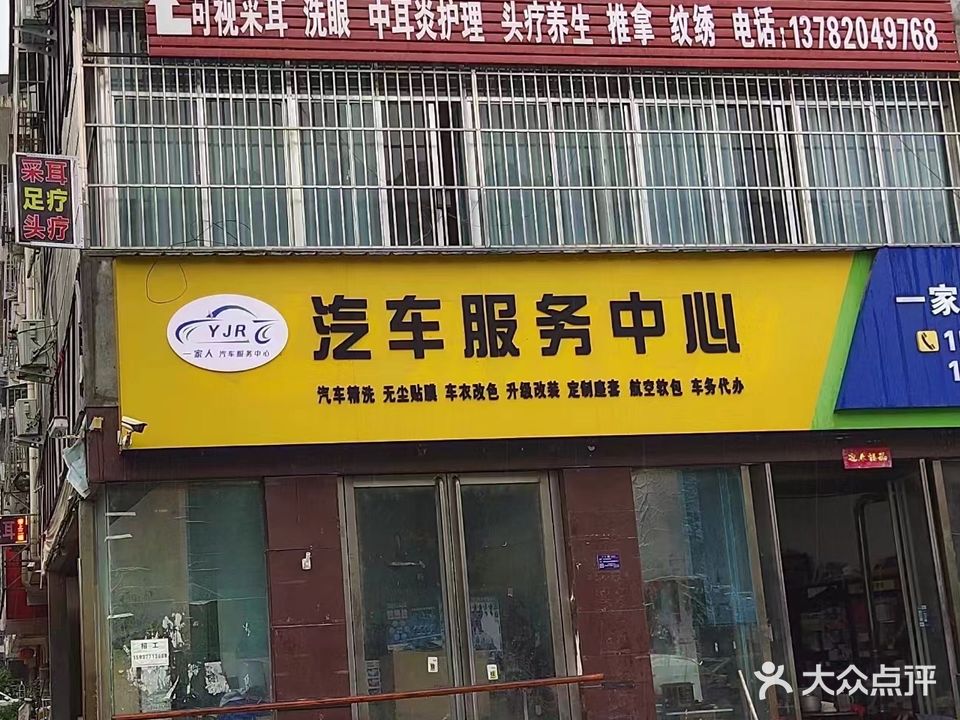 可视采耳 洗眼 中耳炎护理 头疗养生 推拿 纹绣 电话:13782049768
采耳
足疗
头疗
YJR
一家人 汽车服务中心
汽车服务中心
汽车精洗 无尘贴膜 车衣改色 升级改装 定制座套 航空软包 车务代办
一家
招工
大众点评